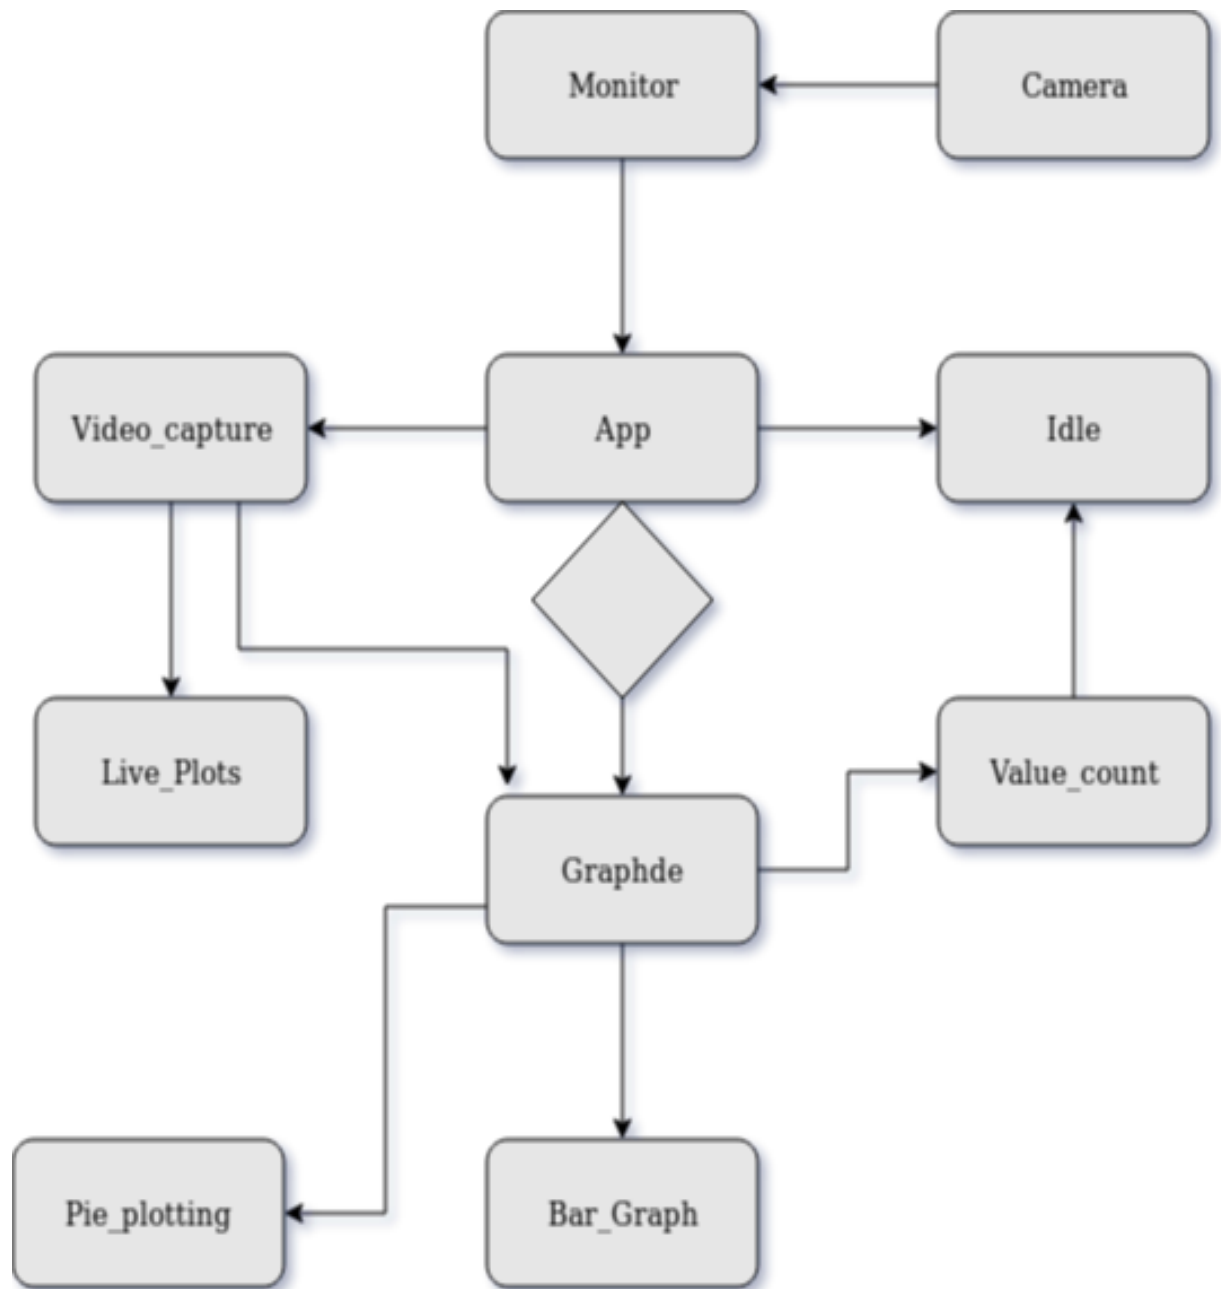 Monitor
Camera
Video_capture
App
Idle
Live_Plots
Value_count
Graphde
Pie_plotting
Bar_Graph